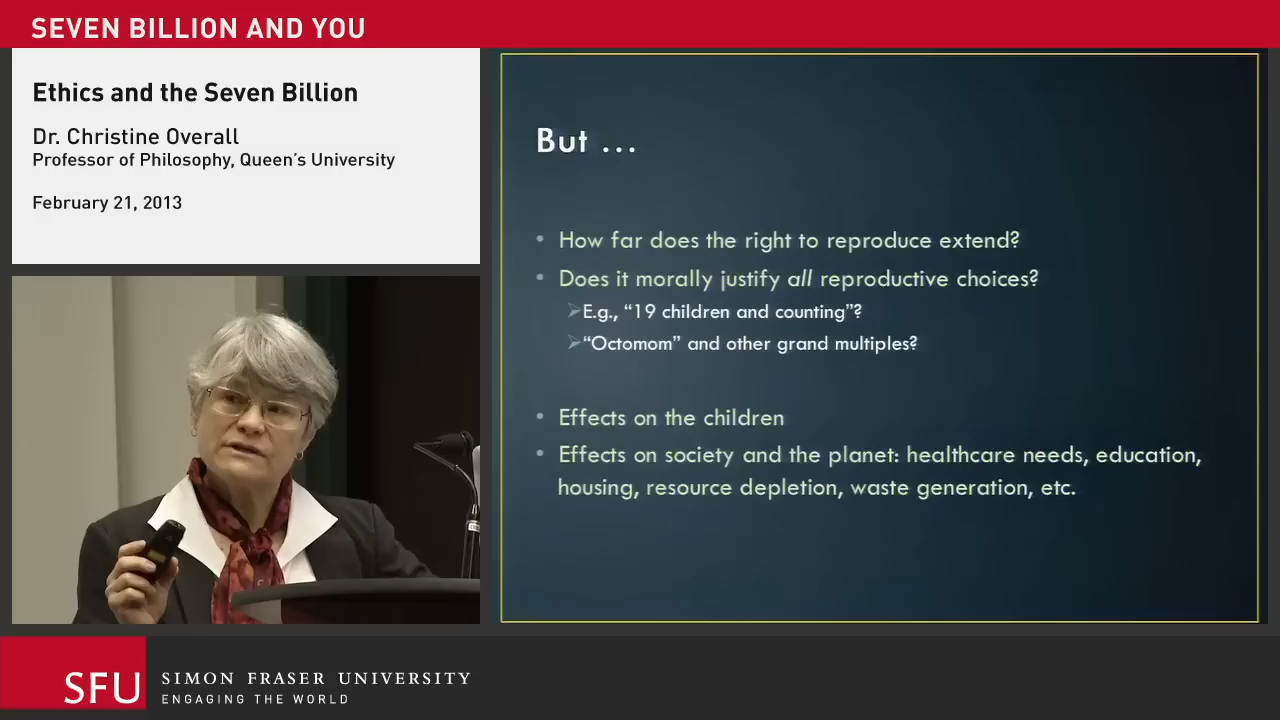 SEVEN BILLION AND YOU
Ethics and the Seven Billion
Dr. Christine Overall
Professor of Philosophy, Queen's University
February 21, 2013
But …
• How far does the right to reproduce extend?
• Does it morally justify all reproductive choices?
➢E.g., “19 children and counting”?
➢“Octomom” and other grand multiples?
• Effects on the children
• Effects on society and the planet: healthcare needs, education,
housing, resource depletion, waste generation, etc.
SFU SIMON FRASER UNIVERSITY
ENGAGING THE WORLD